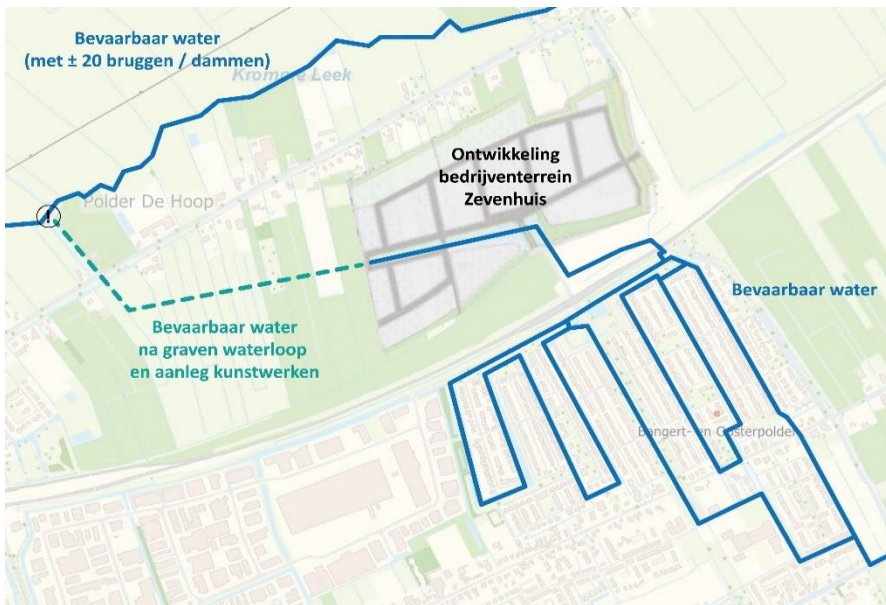 Bevaarbaar water
(met ± 20 bruggen / dammen)
Kromme Leek
Ontwikkeling
bedrijventerrein
Zevenhuis
Polder De Hoop
!
Bevaarbaar water
Bevaarbaar water
na graven waterloop
en aanleg kunstwerken
Bangert- en Oosterpolder